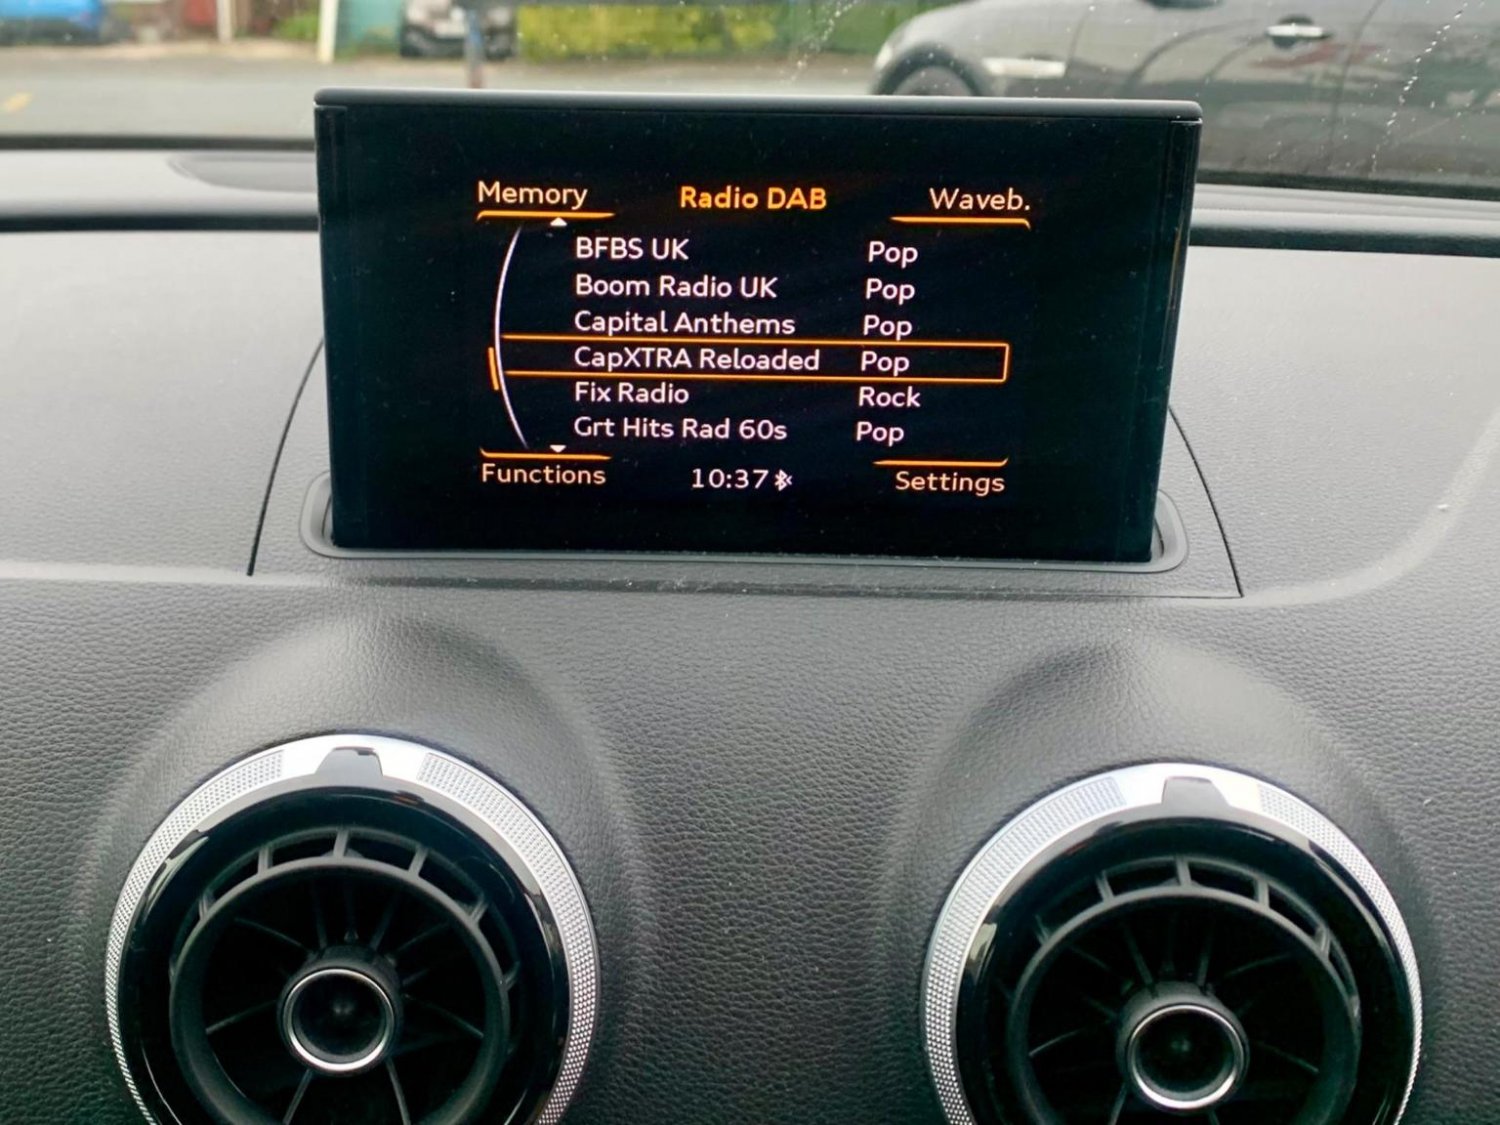 Memory Radio DAB Waveb.
BFBS UK Pop
Boom Radio UK Pop
Capital Anthems Pop
CapXTRA Reloaded Pop
Fix Radio Rock
Grt Hits Rad 60s Pop
Functions 10:37 Settings